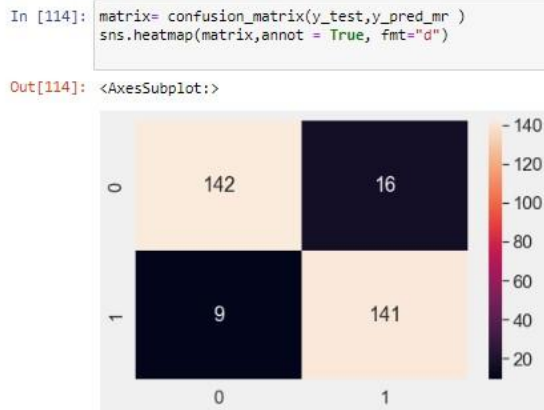 In [114]: matrix= confusion_matrix(y_test,y_pred_mr )
sns.heatmap(matrix,annot = True, fmt="d")
Out[114]: <AxesSubplot:>
140
0 142 16
120
100
80
60
1 9 141
40
20
0 1